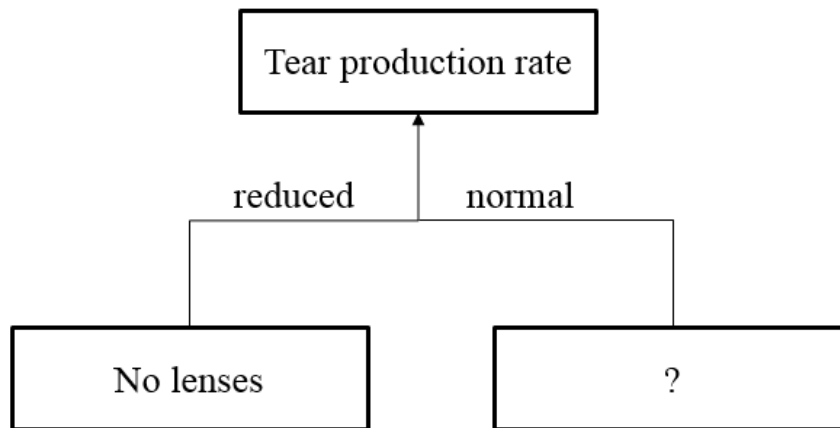 Tear production rate
reduced
normal
No lenses
?